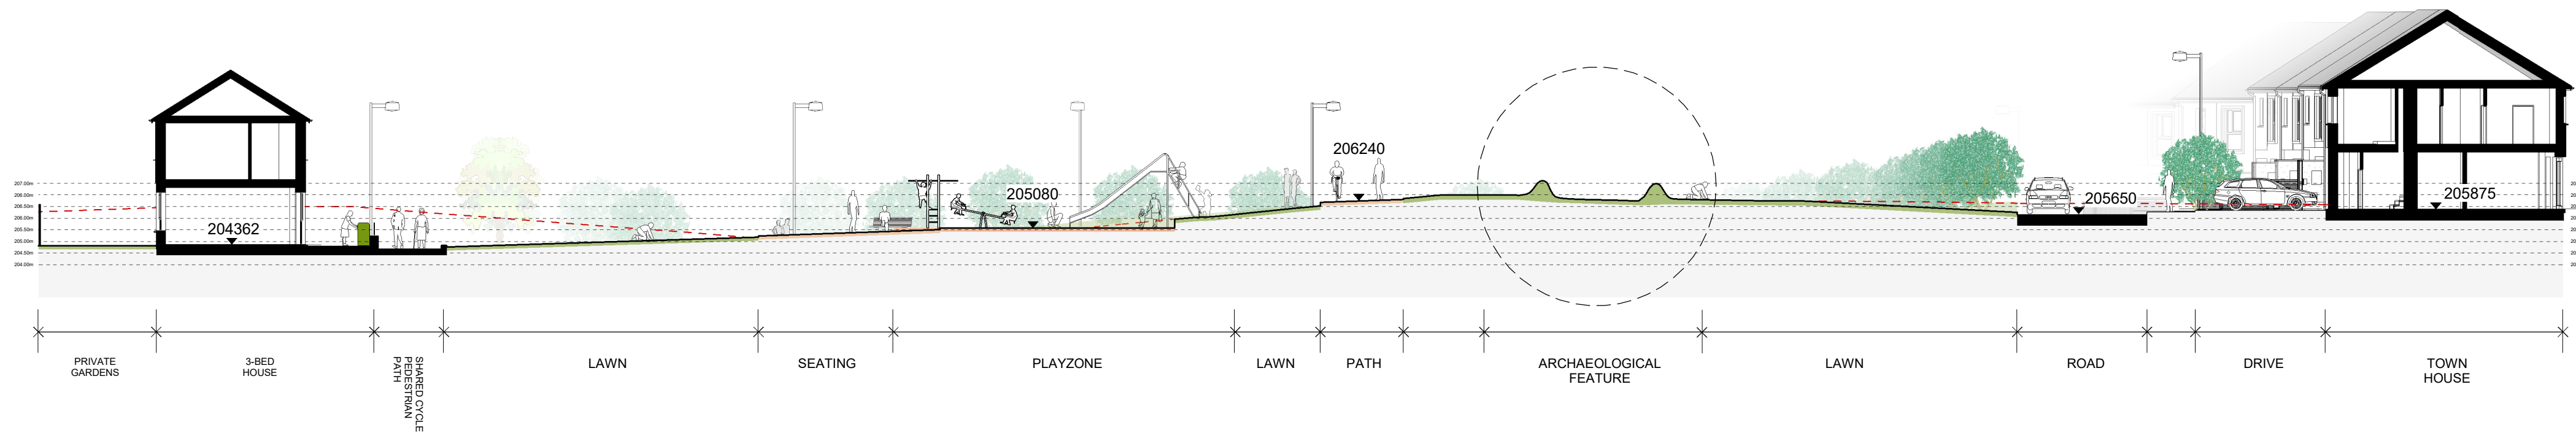 206240
207.00m
206.50m
205080
205650
205875
206.00m
204362
205.50m
205.00m
204.50m
204.00m
PRIVATE
GARDENS
3-BED
HOUSE
SHARED CYCLE
PEDESTRIAN
PATH
LAWN
SEATING
PLAYZONE
LAWN
PATH
ARCHAEOLOGICAL
FEATURE
LAWN
ROAD
DRIVE
TOWN
HOUSE